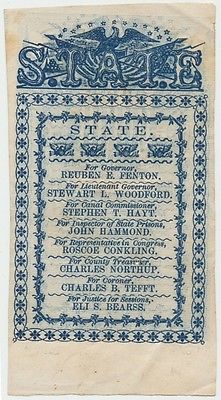 STATE
STATE.
For Governor,
REUBEN E. FENTON,
For Lieutenant Governor,
STEWART L. WOODFORD.
For Canal Commissioner,
STEPHEN T. HAYT.
For Inspector of State Prisons,
JOHN HAMMOND.
For Representative in Congress,
ROSCOE CONKLING.
For County Treasurer,
CHARLES NORTHUP.
For Coroner,
CHARLES B. TEFFT.
For Justice for Sessions,
ELI S. BEARSS.